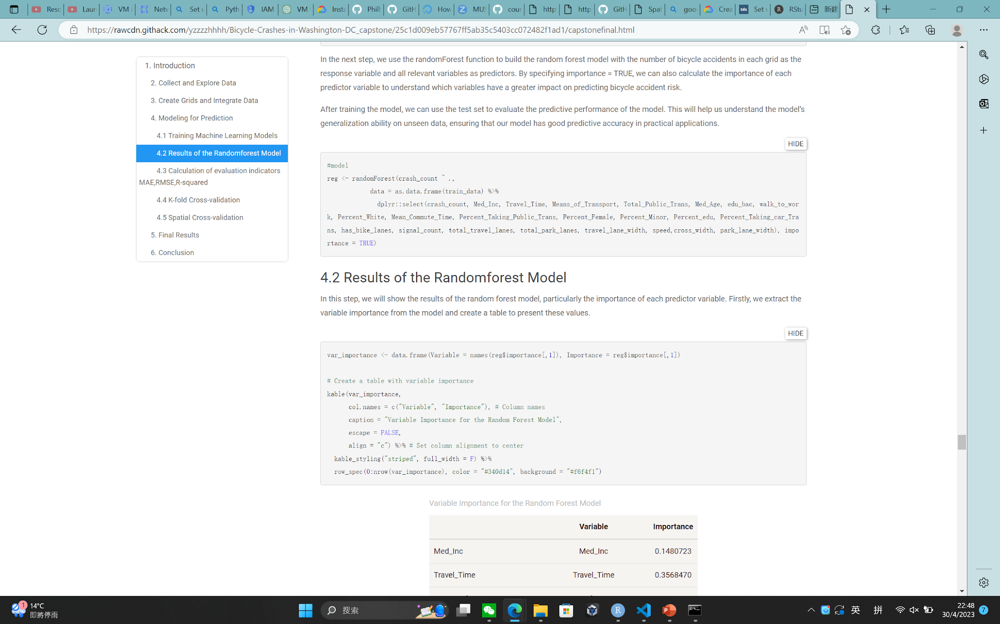 Resc
Laun
VM i
Netw
Set u
Pyth
IAM
VM
Insta
Phill
GitH
How
MUS
cour
http
http
GitH
Spat
goo
Crea
tds
Set u
R
RStu
新建
https://rawcdn.githack.com/yzzzzhhhh/Bicycle-Crashes-in-Washington-DC_capstone/25c1d009eb57767ff5ab35c5403cc072482f1ad1/capstonefinal.html
1. Introduction
2. Collect and Explore Data
3. Create Grids and Integrate Data
4. Modeling for Prediction
4.1 Training Machine Learning Models
4.2 Results of the Randomforest Model
4.3 Calculation of evaluation indicators
MAE,RMSE,R-squared
4.4 K-fold Cross-validation
4.5 Spatial Cross-validation
5. Final Results
6. Conclusion
In the next step, we use the randomForest function to build the random forest model with the number of bicycle accidents in each grid as the
response variable and all relevant variables as predictors. By specifying importance = TRUE, we can also calculate the importance of each
predictor variable to understand which variables have a greater impact on predicting bicycle accident risk.
After training the model, we can use the test set to evaluate the predictive performance of the model. This will help us understand the model’s
generalization ability on unseen data, ensuring that our model has good predictive accuracy in practical applications.
HIDE
#model
reg <- randomForest(crash_count ~ .,
data = as.data.frame(train_data) %>%
dplyr::select(crash_count, Med_Inc, Travel_Time, Means_of_Transport, Total_Public_Trans, Med_Age, edu_bac, walk_to_wor
k, Percent_White, Mean_Commute_Time, Percent_Taking_Public_Trans, Percent_Female, Percent_Minor, Percent_edu, Percent_Taking_car_Tra
ns, has_bike_lanes, signal_count, total_travel_lanes, total_park_lanes, travel_lane_width, speed,cross_width, park_lane_width), impo
rtance = TRUE)
4.2 Results of the Randomforest Model
In this step, we will show the results of the random forest model, particularly the importance of each predictor variable. Firstly, we extract the
variable importance from the model and create a table to present these values.
HIDE
var_importance <- data.frame(Variable = names(reg$importance[,1]), Importance = reg$importance[,1])
# Create a table with variable importance
kable(var_importance,
col.names = c("Variable", "Importance"), # Column names
caption = "Variable Importance for the Random Forest Model",
escape = FALSE,
align = "c") %>% # Set column alignment to center
kable_styling("striped", full_width = F) %>%
row_spec(0:nrow(var_importance), color = "#340d14", background = "#f6f4f1")
Variable Importance for the Random Forest Model
Variable Importance
Med_Inc Med_Inc 0.1480723
Travel_Time Travel_Time 0.3568470
1
14°C
即將停雨
搜索
英
拼
22:48
30/4/2023
7